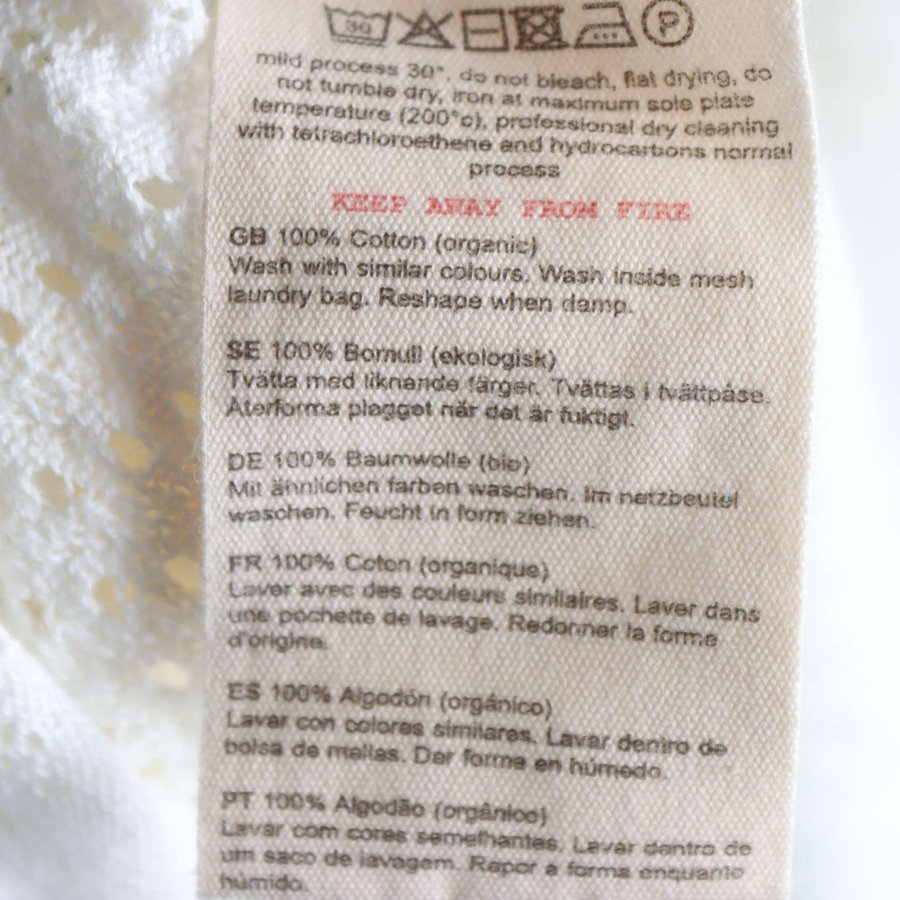 30 P
mild process 30°, do not bleach, flat drying, do
not tumble dry, iron at maximum sole plate
temperature (200°c), professional dry cleaning
with tetrachloroethene and hydrocarbons normal
process
KEEP AWAY FROM FIRE
GB 100% Cotton (organic)
Wash with similar colours. Wash inside mesh
laundry bag. Reshape when damp.
SE 100% Bomull (ekologisk)
Tvätta med liknande färger. Tvättas i tvättpåse.
Återforma plagget när det är fuktigt.
DE 100% Baumwolle (bio)
Mit ähnlichen farben waschen. Im netzbeutel
waschen. Feucht in form ziehen.
FR 100% Coton (organique)
Laver avec des couleurs similaires. Laver dans
une pochette de lavage. Redonner la forme
d'origine.
ES 100% Algodón (orgánico)
Lavar con colores similares. Lavar dentro de
bolsa de mallas. Dar forma en húmedo.
PT 100% Algodão (orgânico)
Lavar com cores semelhantes. Lavar dentro de
um saco de lavagem. Repor a forma enquanto
húmido.